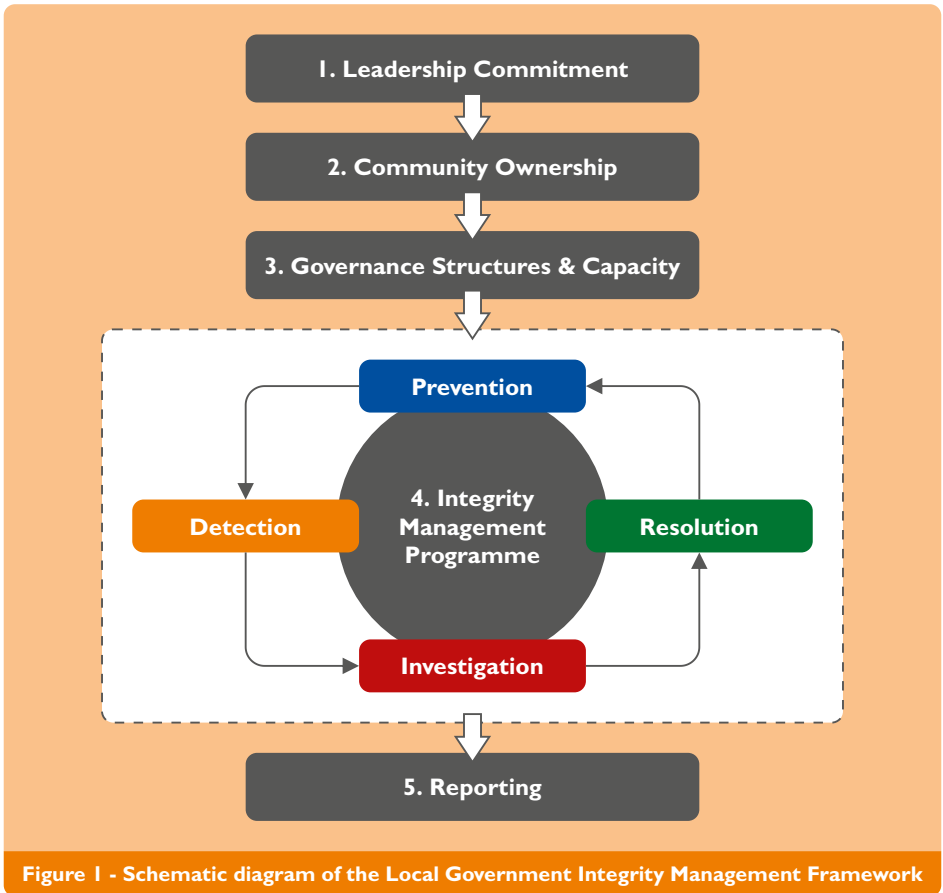 1. Leadership Commitment
2. Community Ownership
3. Governance Structures & Capacity
Prevention
4. Integrity
Management
Programme
Detection
Resolution
Investigation
5. Reporting
Figure 1 - Schematic diagram of the Local Government Integrity Management Framework